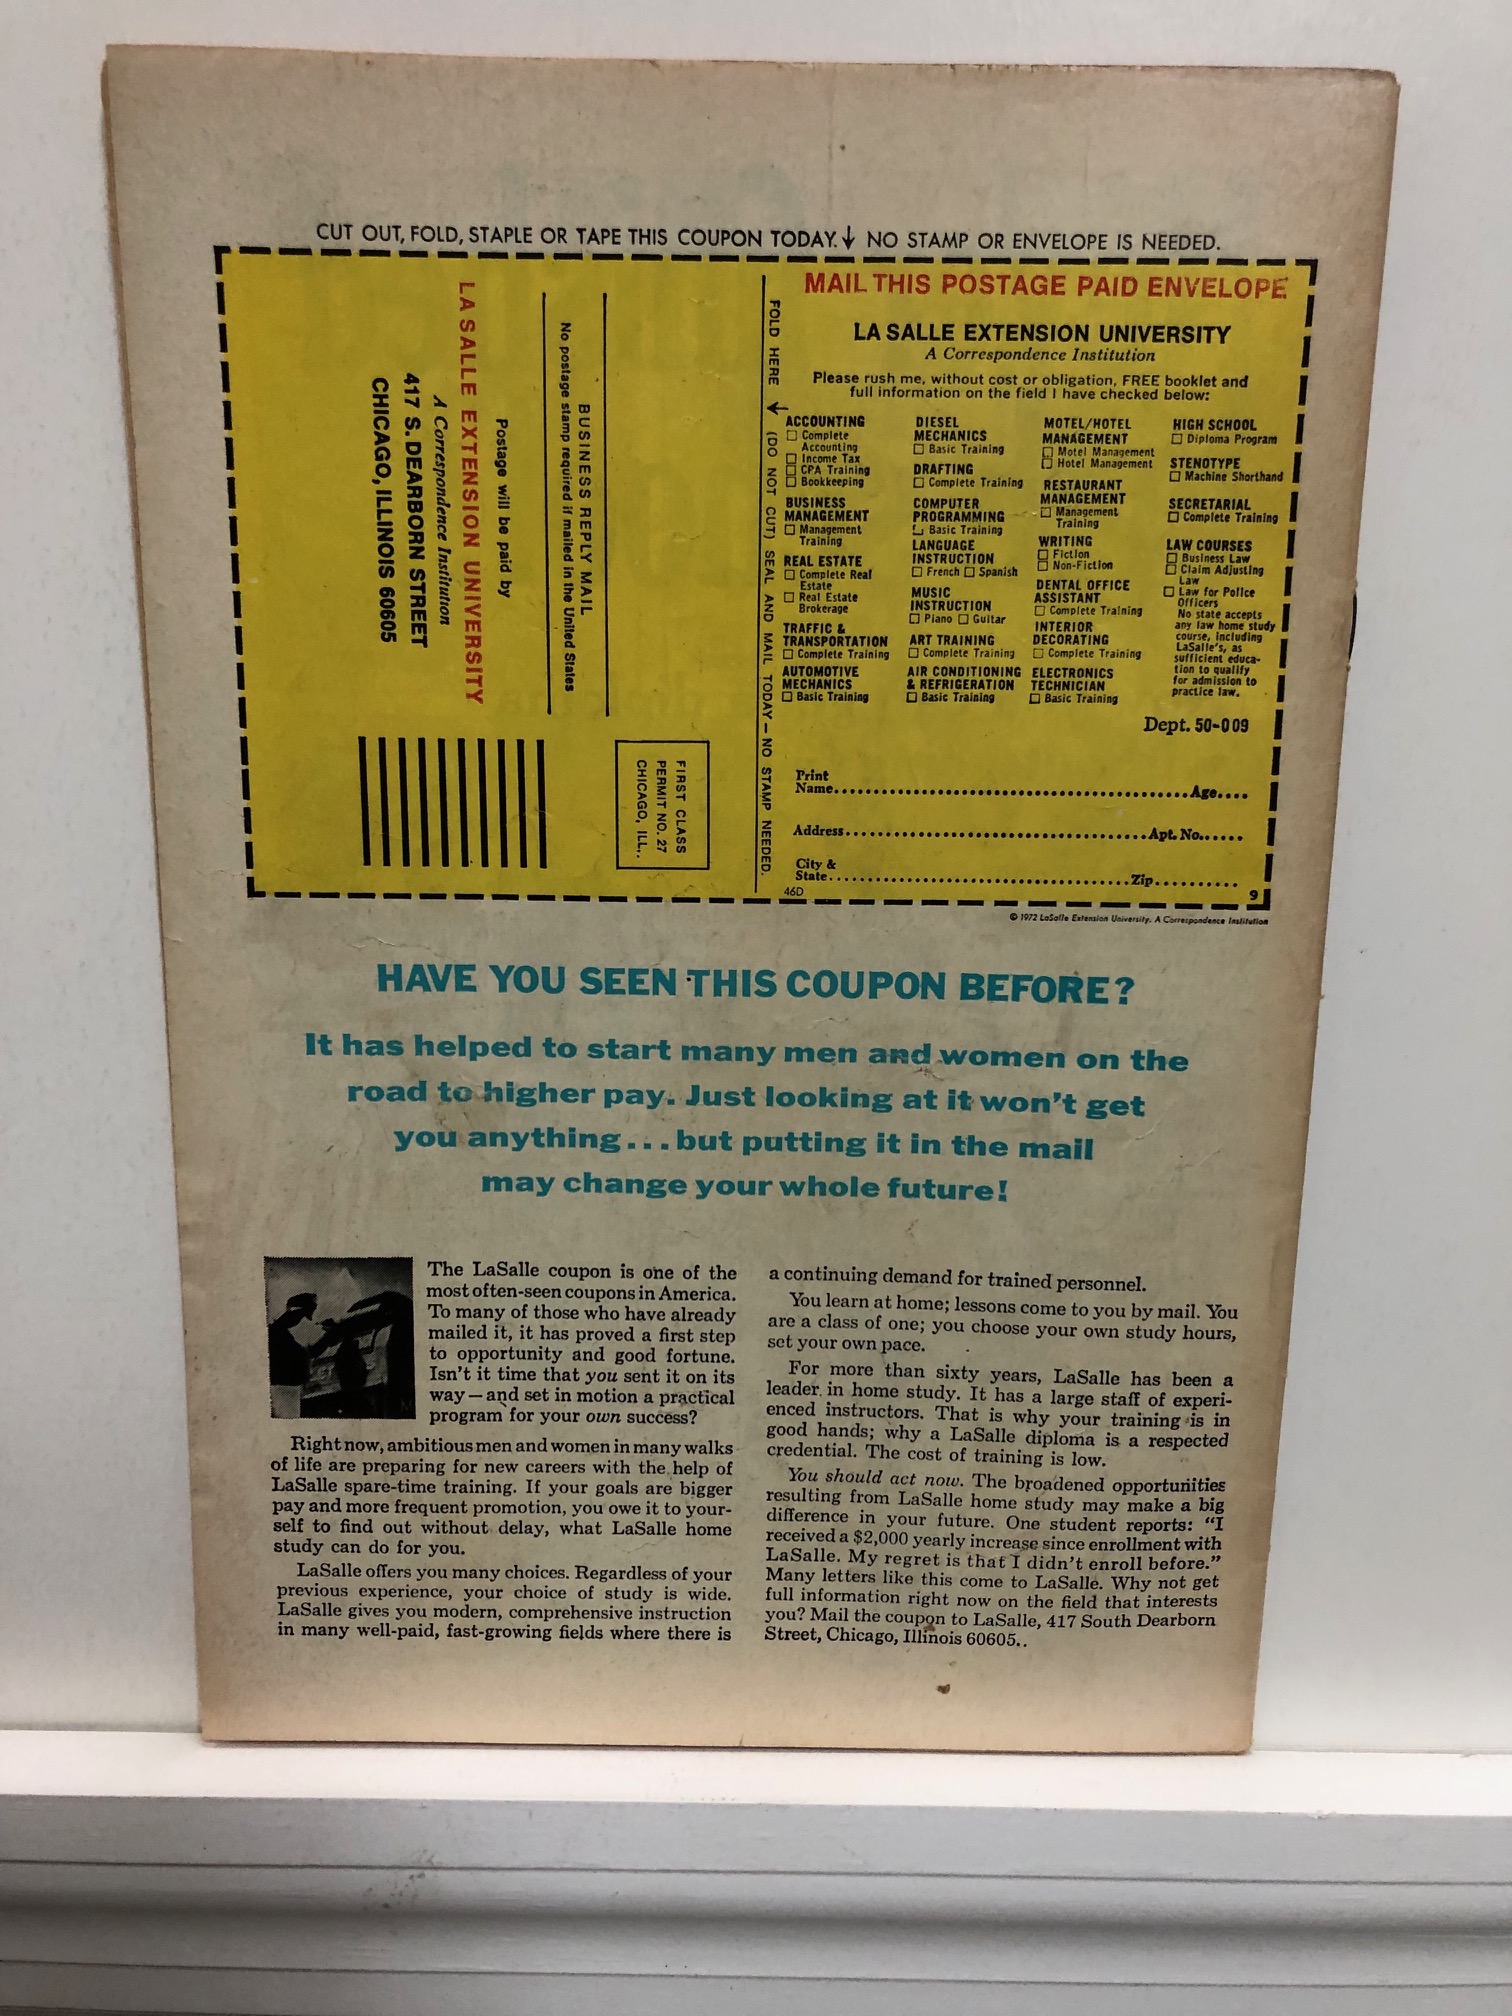 CUT OUT, FOLD, STAPLE OR TAPE THIS COUPON TODAY.↓ NO STAMP OR ENVELOPE IS NEEDED.
BUSINESS REPLY MAIL
No postage stamp required if mailed in the United States
Postage will be paid by
LA SALLE EXTENSION UNIVERSITY
A Correspondence Institution
417 S. DEARBORN STREET
CHICAGO, ILLINOIS 60605
FIRST CLASS
PERMIT NO. 27
CHICAGO, ILL..
FOLD HERE → (DO NOT CUT) SEAL AND MAIL TODAY — NO STAMP NEEDED.
MAIL THIS POSTAGE PAID ENVELOPE
LA SALLE EXTENSION UNIVERSITY
A Correspondence Institution
Please rush me, without cost or obligation, FREE booklet and
full information on the field I have checked below:
ACCOUNTING
☐ Complete
Accounting
☐ Income Tax
☐ CPA Training
☐ Bookkeeping
BUSINESS
MANAGEMENT
☐ Management
Training
REAL ESTATE
☐ Complete Real
Estate
☐ Real Estate
Brokerage
TRAFFIC &
TRANSPORTATION
☐ Complete Training
AUTOMOTIVE
MECHANICS
☐ Basic Training
DIESEL
MECHANICS
☐ Basic Training
DRAFTING
☐ Complete Training
COMPUTER
PROGRAMMING
☐ Basic Training
LANGUAGE
INSTRUCTION
☐ French ☐ Spanish
MUSIC
INSTRUCTION
☐ Piano ☐ Guitar
ART TRAINING
☐ Complete Training
AIR CONDITIONING
& REFRIGERATION
☐ Basic Training
MOTEL/HOTEL
MANAGEMENT
☐ Motel Management
☐ Hotel Management
RESTAURANT
MANAGEMENT
☐ Management
Training
WRITING
☐ Fiction
☐ Non-Fiction
DENTAL OFFICE
ASSISTANT
☐ Complete Training
INTERIOR
DECORATING
☐ Complete Training
ELECTRONICS
TECHNICIAN
☐ Basic Training
HIGH SCHOOL
☐ Diploma Program
STENOTYPE
☐ Machine Shorthand
SECRETARIAL
☐ Complete Training
LAW COURSES
☐ Business Law
☐ Claim Adjusting
Law
☐ Law for Police
Officers
No state accepts
any law home study
course, including
LaSalle's, as
sufficient educa-
tion to qualify
for admission to
practice law.
Dept. 50-009
Print
Name........................................Age....
Address..................................Apt. No......
City &
State..................................Zip..........
46D 9
© 1972 LaSalle Extension University. A Correspondence Institution
HAVE YOU SEEN THIS COUPON BEFORE?
It has helped to start many men and women on the
road to higher pay. Just looking at it won't get
you anything...but putting it in the mail
may change your whole future!
The LaSalle coupon is one of the
most often-seen coupons in America.
To many of those who have already
mailed it, it has proved a first step
to opportunity and good fortune.
Isn't it time that you sent it on its
way—and set in motion a practical
program for your own success?
Right now, ambitious men and women in many walks
of life are preparing for new careers with the help of
LaSalle spare-time training. If your goals are bigger
pay and more frequent promotion, you owe it to your-
self to find out without delay, what LaSalle home
study can do for you.
LaSalle offers you many choices. Regardless of your
previous experience, your choice of study is wide.
LaSalle gives you modern, comprehensive instruction
in many well-paid, fast-growing fields where there is
a continuing demand for trained personnel.
You learn at home; lessons come to you by mail. You
are a class of one; you choose your own study hours,
set your own pace.
For more than sixty years, LaSalle has been a
leader in home study. It has a large staff of experi-
enced instructors. That is why your training is in
good hands; why a LaSalle diploma is a respected
credential. The cost of training is low.
You should act now. The broadened opportunities
resulting from LaSalle home study may make a big
difference in your future. One student reports: "I
received a $2,000 yearly increase since enrollment with
LaSalle. My regret is that I didn't enroll before."
Many letters like this come to LaSalle. Why not get
full information right now on the field that interests
you? Mail the coupon to LaSalle, 417 South Dearborn
Street, Chicago, Illinois 60605..